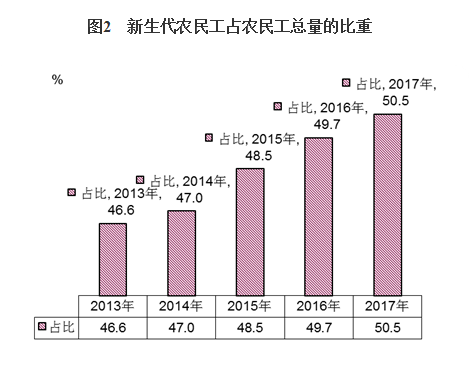 图2 新生代农民工占农民工总量的比重
%
占比, 2017年,
50.5
占比, 2016年,
49.7
占比, 2015年,
48.5
占比, 2014年,
47.0
占比, 2013年,
46.6
2013年 2014年 2015年 2016年 2017年
占比 46.6 47.0 48.5 49.7 50.5